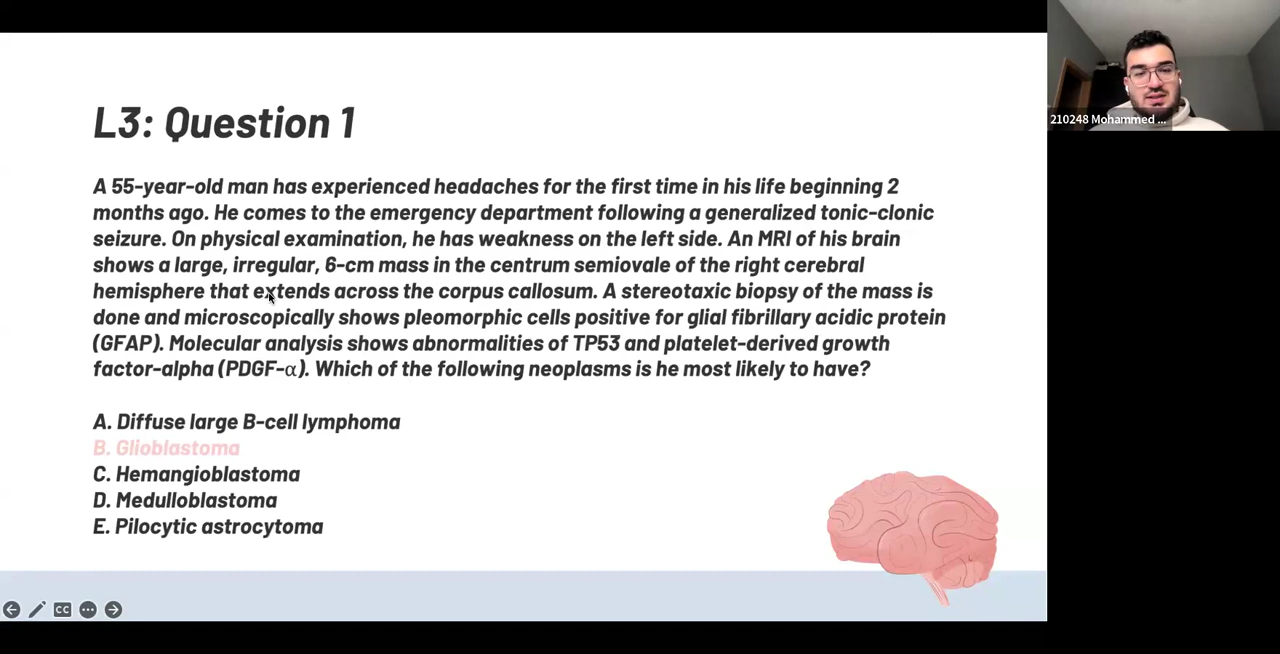 L3: Question 1
A 55-year-old man has experienced headaches for the first time in his life beginning 2
months ago. He comes to the emergency department following a generalized tonic-clonic
seizure. On physical examination, he has weakness on the left side. An MRI of his brain
shows a large, irregular, 6-cm mass in the centrum semiovale of the right cerebral
hemisphere that extends across the corpus callosum. A stereotaxic biopsy of the mass is
done and microscopically shows pleomorphic cells positive for glial fibrillary acidic protein
(GFAP). Molecular analysis shows abnormalities of TP53 and platelet-derived growth
factor-alpha (PDGF-α). Which of the following neoplasms is he most likely to have?
A. Diffuse large B-cell lymphoma
B. Glioblastoma
C. Hemangioblastoma
D. Medulloblastoma
E. Pilocytic astrocytoma
210248 Mohammed ...
CC